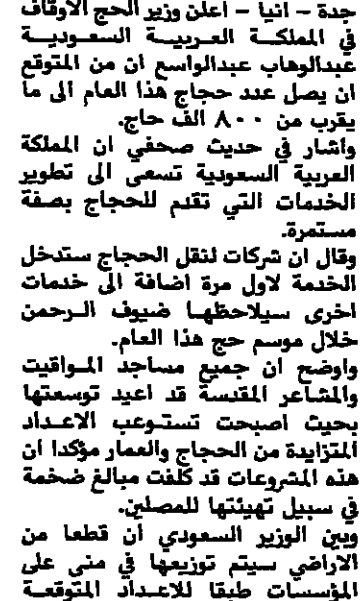 جدة – انيا – اعلن وزير الحج الاوقاف
في المملكة العربية السعودية
عبدالوهاب عبدالواسع ان من المتوقع
ان يصل عدد حجاج هذا العام الى ما
يقرب من ٨٠٠ الف حاج.
واشار في حديث صحفي ان المملكة
العربية السعودية تسعى الى تطوير
الخدمات التي تقدم للحجاج بصفة
مستمرة.
وقال ان شركات لنقل الحجاج ستدخل
الخدمة لاول مرة اضافة الى خدمات
اخرى سيلاحظها ضيوف الرحمن
خلال موسم حج هذا العام.
واوضح ان جميع مساجد المواقيت
والمشاعر المقدسة قد اعيد توسعتها
بحيث اصبحت تستوعب الاعداد
المتزايدة من الحجاج والعمار مؤكدا ان
هذه المشروعات قد كلفت مبالغ ضخمة
في سبيل تهيئتها للمصلين.
وبين الوزير السعودي ان قطعا من
الاراضي سيتم توزيعها في منى على
المؤسسات طبقا للاعداد المتوقعة